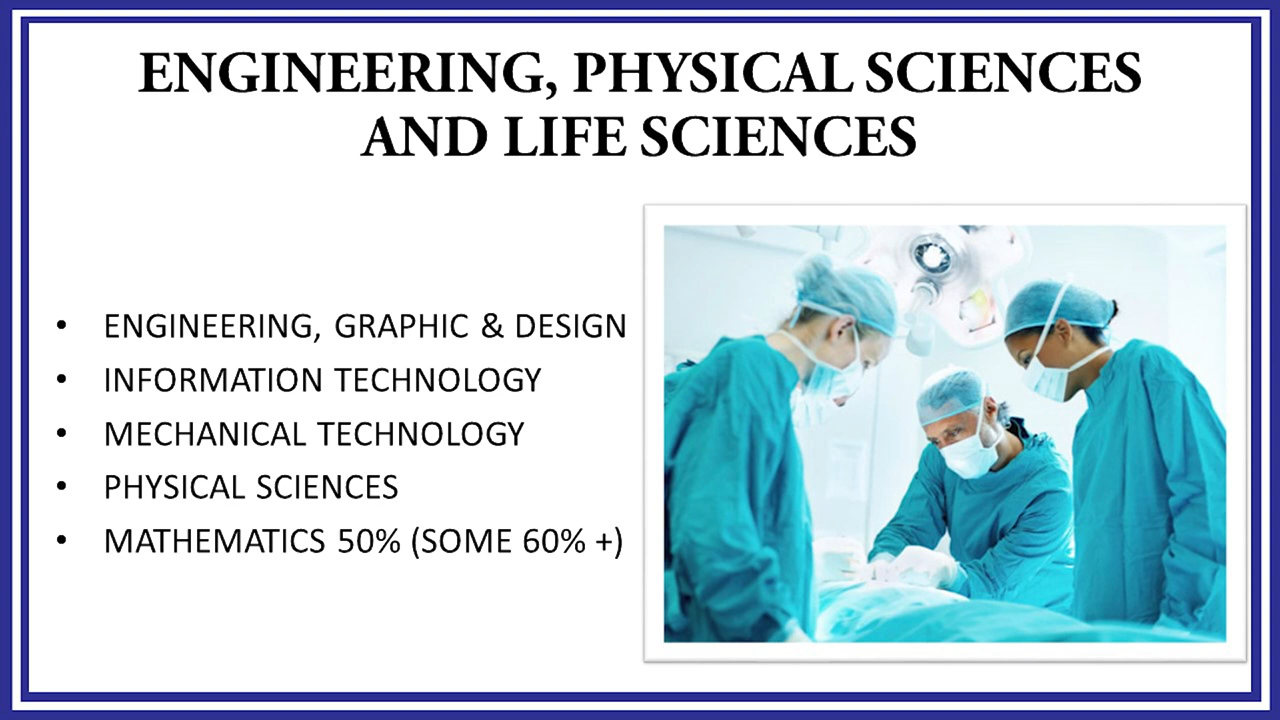 ENGINEERING, PHYSICAL SCIENCES
AND LIFE SCIENCES
• ENGINEERING, GRAPHIC & DESIGN
• INFORMATION TECHNOLOGY
• MECHANICAL TECHNOLOGY
• PHYSICAL SCIENCES
• MATHEMATICS 50% (SOME 60% +)